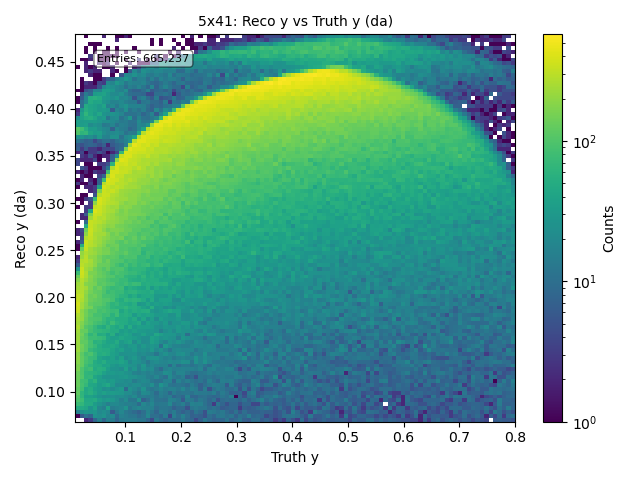 5x41: Reco y vs Truth y (da)
Entries: 665,237
Reco y (da)
0.45
0.40
0.35
0.30
0.25
0.20
0.15
0.10
0.1 0.2 0.3 0.4 0.5 0.6 0.7 0.8
Truth y
10²
10¹
10⁰
Counts